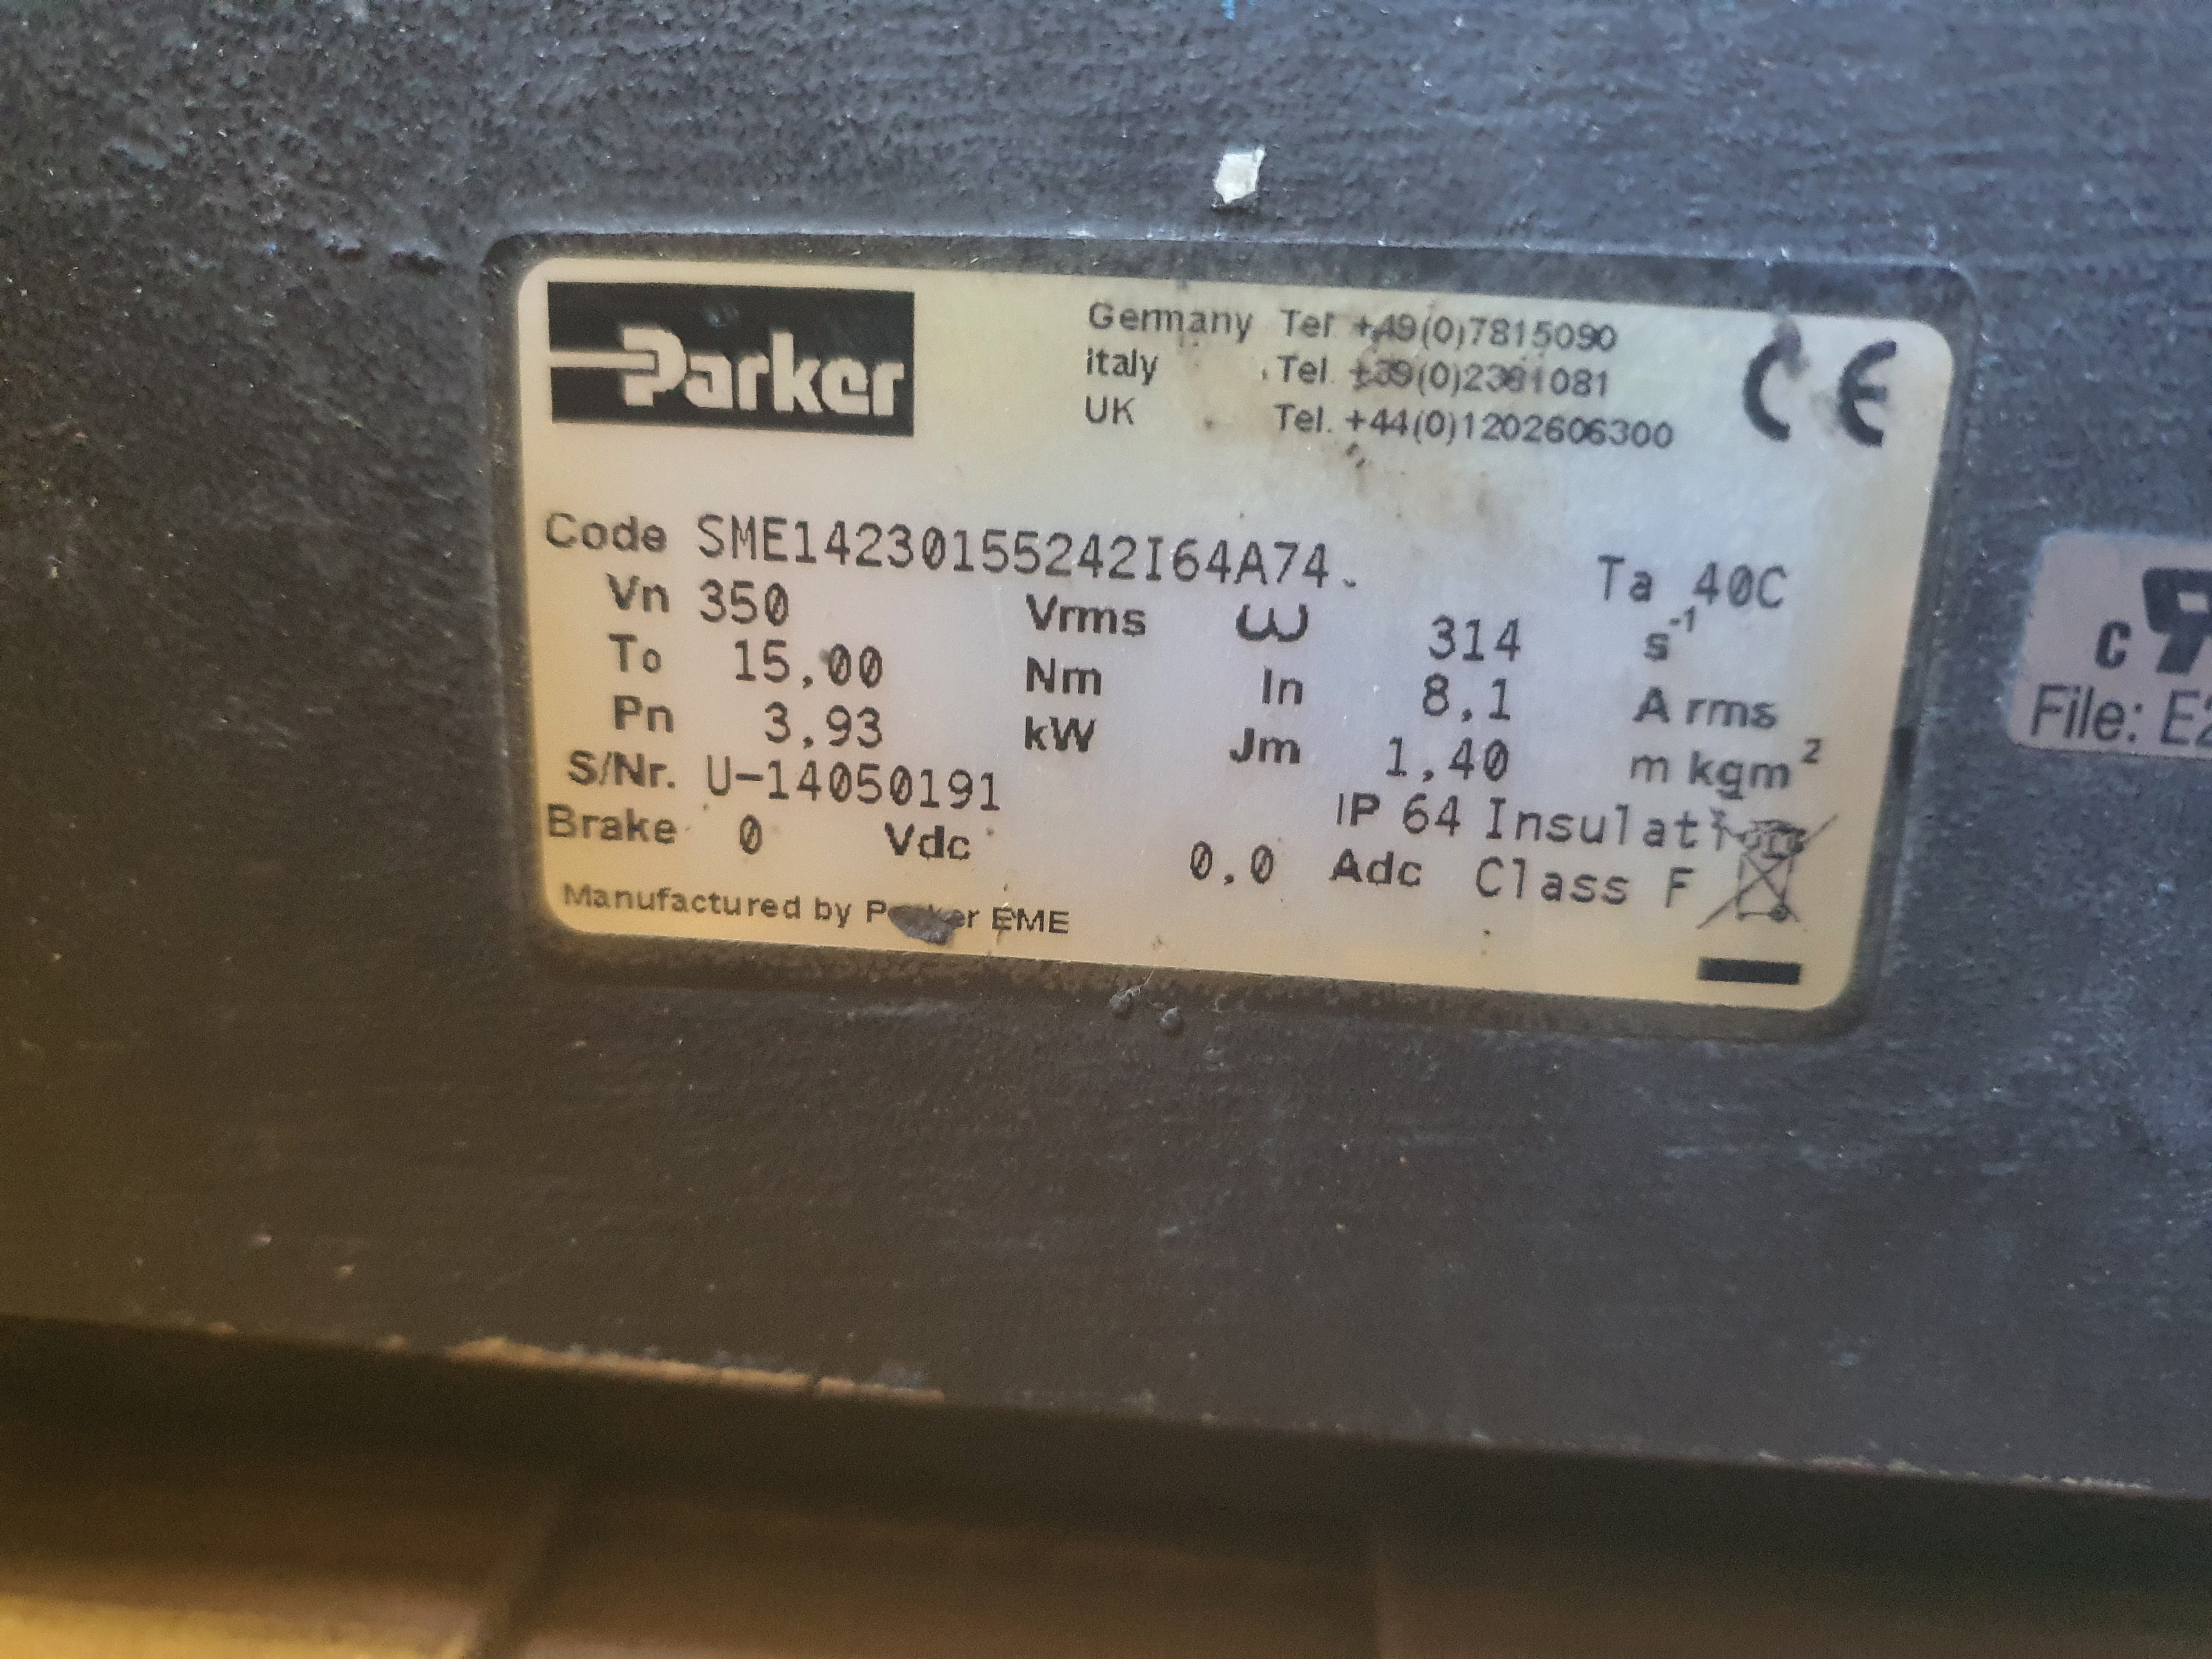 Parker
Germany Tel +49(0)7815090
Italy Tel. +39(0)2361081
UK Tel. +44(0)1202606300
CE
Code SME14230155242I64A74. Ta 40C
Vn 350 Vrms ω 314 s⁻¹
To 15,00 Nm In 8,1 A rms
Pn 3,93 kW Jm 1,40 m kgm²
S/Nr. U-14050191 IP 64 Insulation
Brake 0 Vdc 0,0 Adc Class F
Manufactured by Parker EME
c
File: